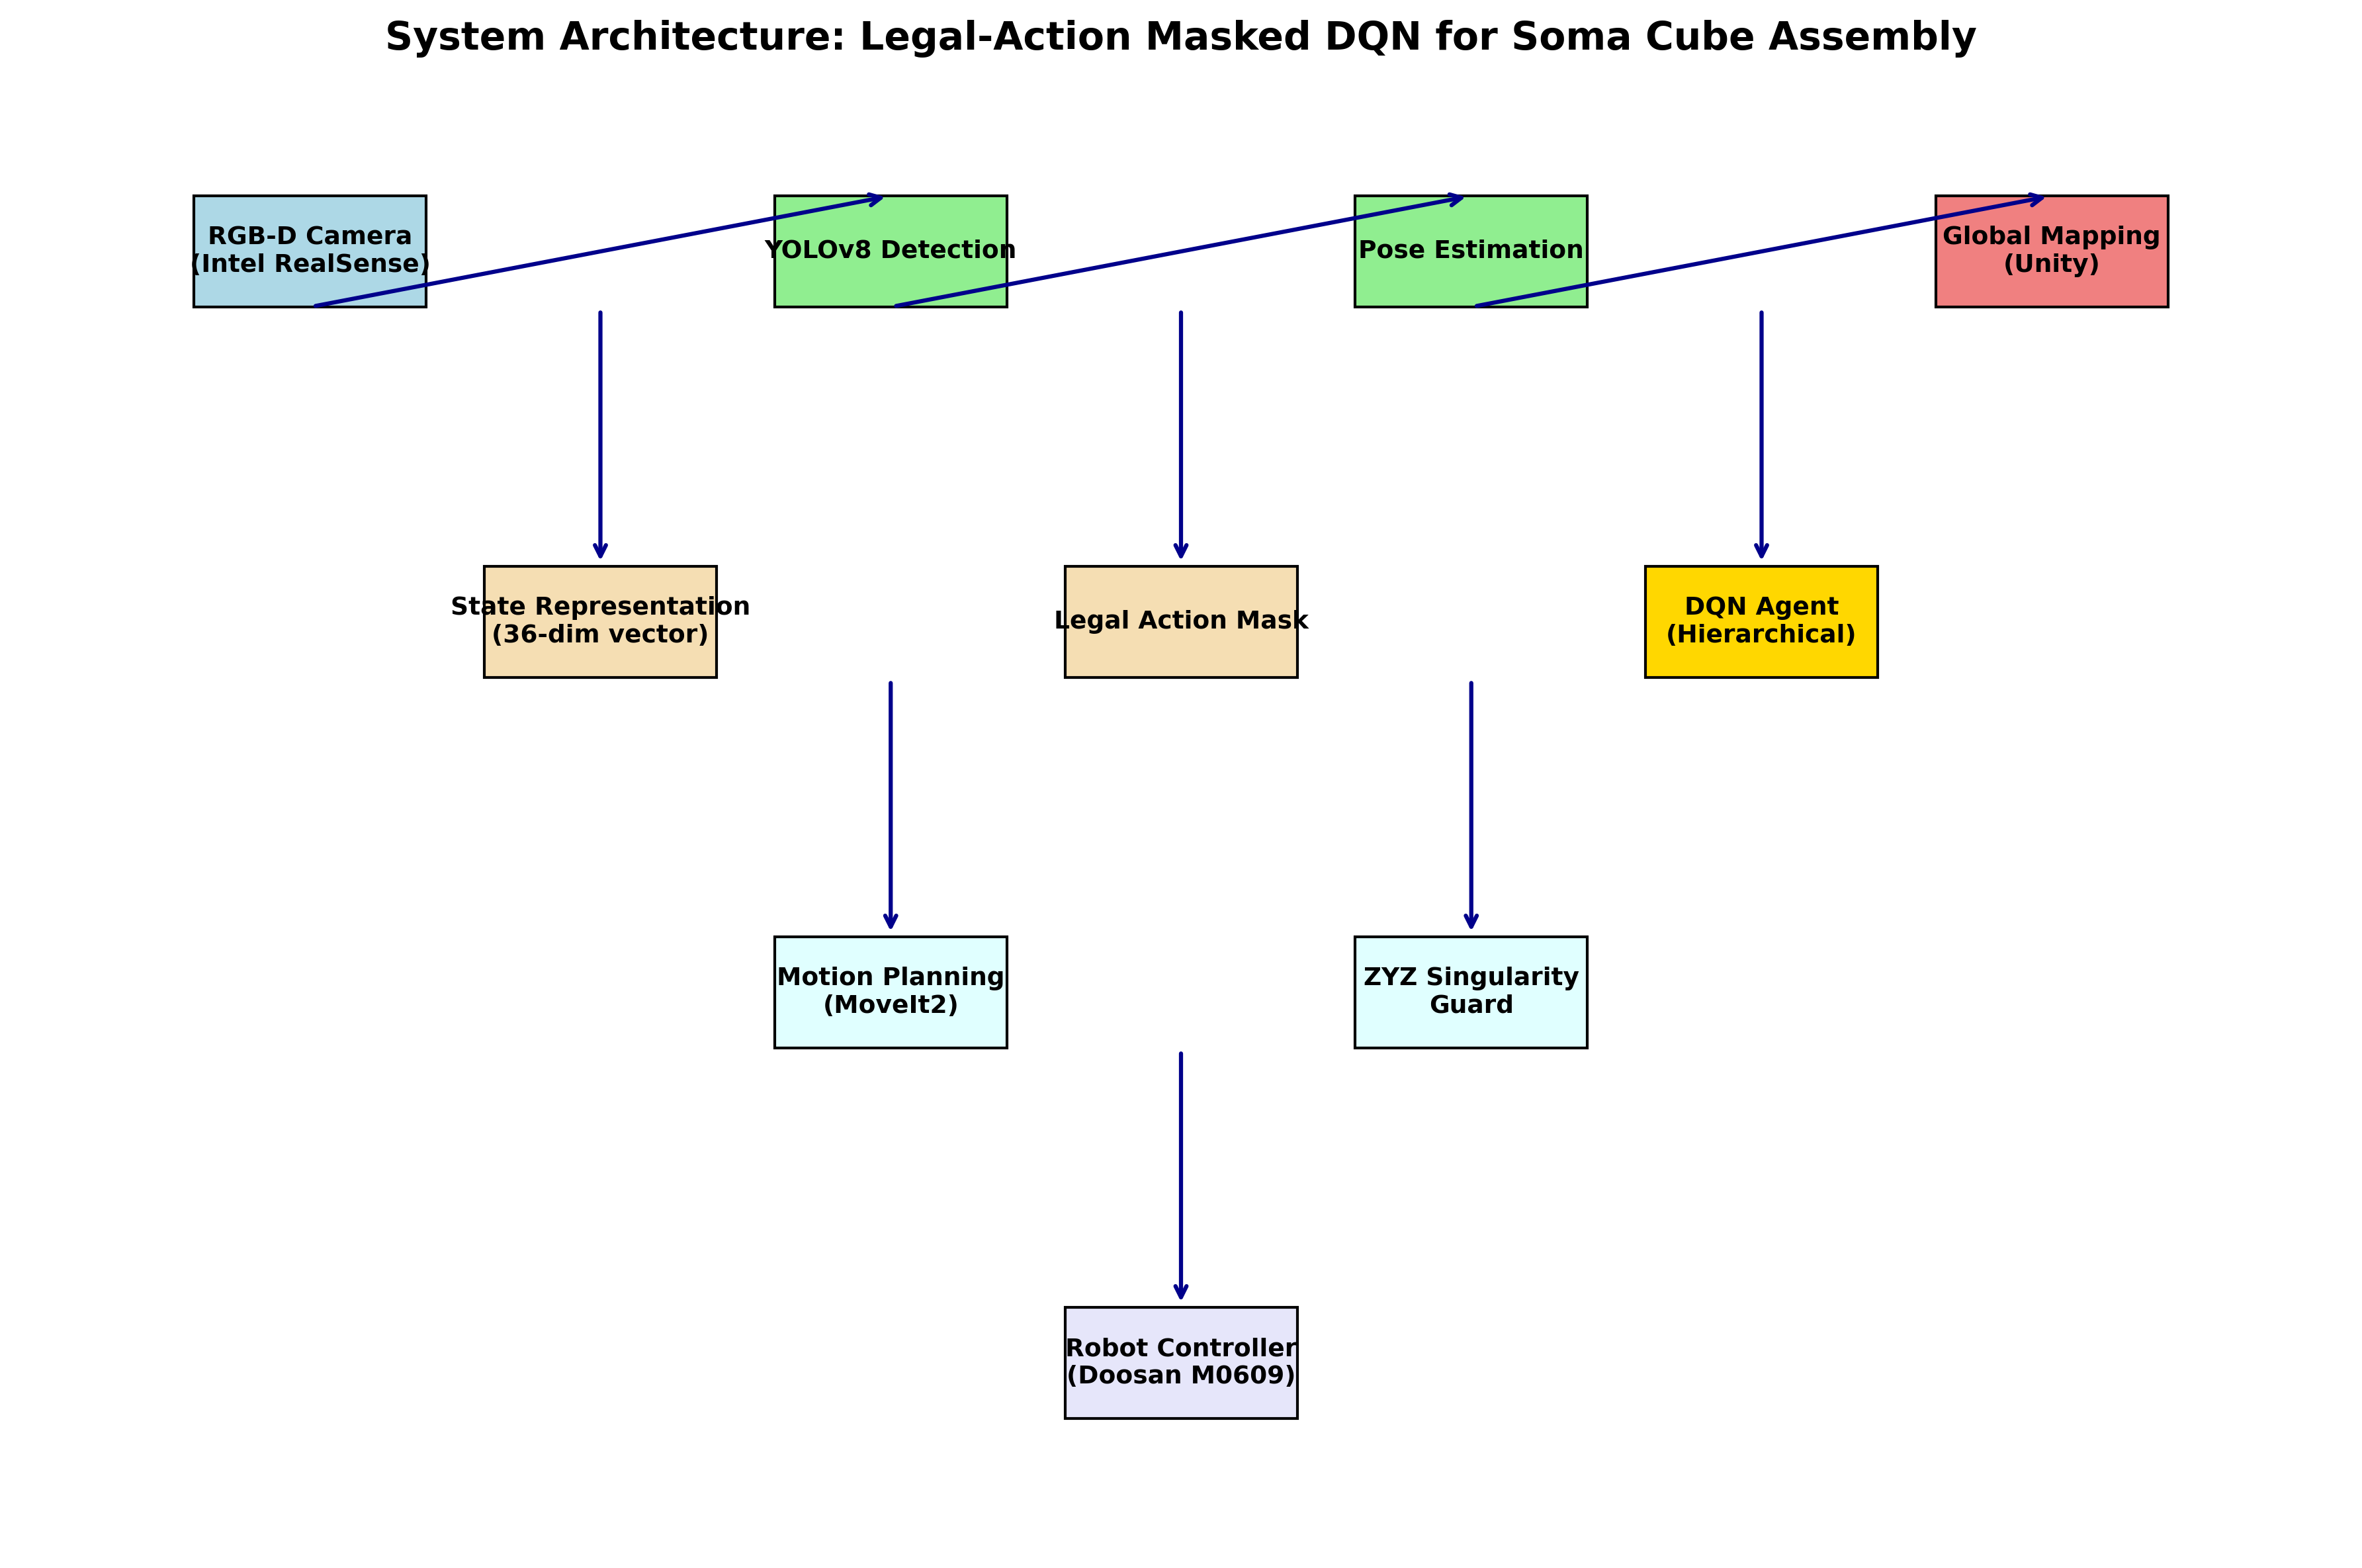 System Architecture: Legal-Action Masked DQN for Soma Cube Assembly
RGB-D Camera
(Intel RealSense)
YOLOv8 Detection
Pose Estimation
Global Mapping
(Unity)
State Representation
(36-dim vector)
Legal Action Mask
DQN Agent
(Hierarchical)
Motion Planning
(MoveIt2)
ZYZ Singularity
Guard
Robot Controller
(Doosan M0609)